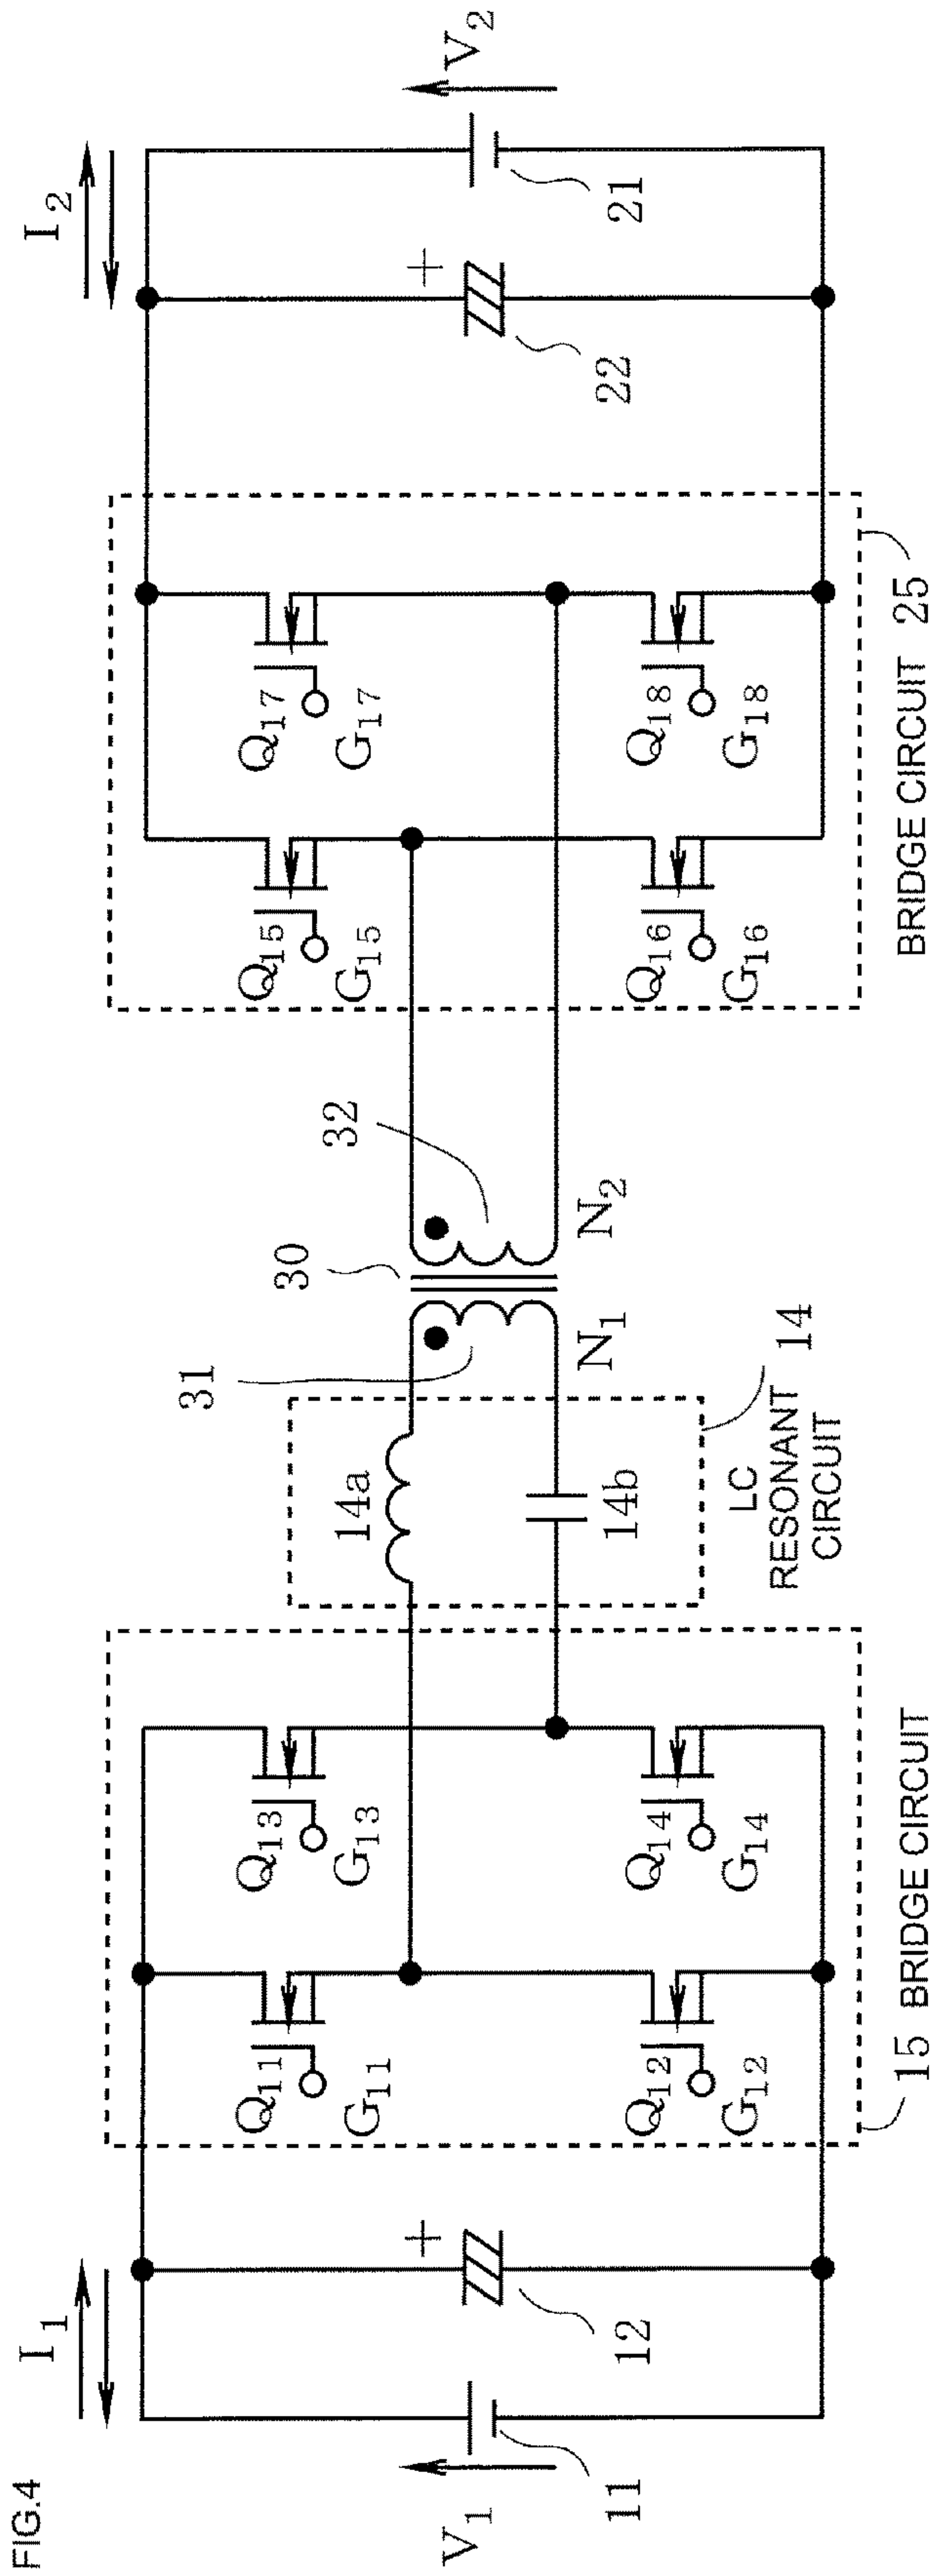 FIG.4
I1
I2
V1
11
12
+
Q11
G11
Q12
G12
Q13
G13
Q14
G14
15 BRIDGE CIRCUIT
14a
14b
LC
RESONANT
CIRCUIT
14
31
30
32
N1
N2
Q15
G15
Q16
G16
Q17
G17
Q18
G18
BRIDGE CIRCUIT 25
+
22
21
V2